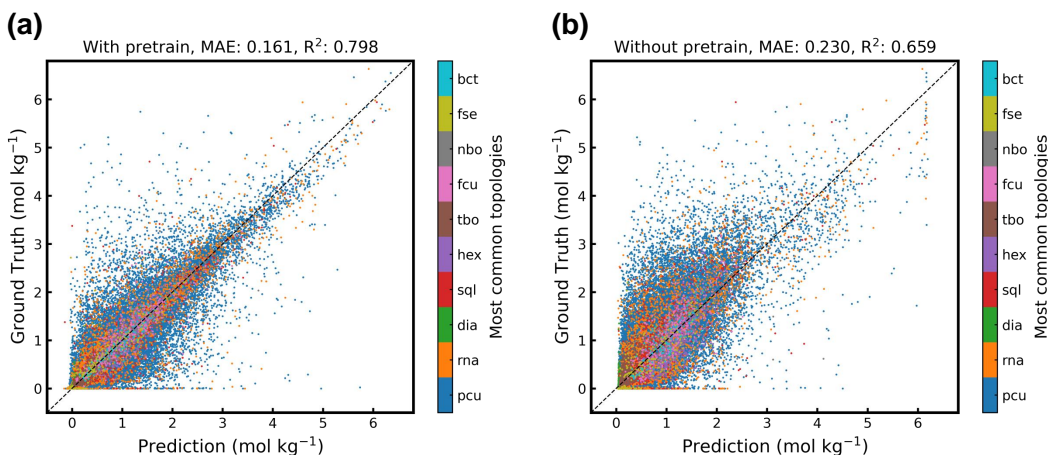 (a)
With pretrain, MAE: 0.161, R²: 0.798
Ground Truth (mol kg⁻¹)
6
5
4
3
2
1
0
0 1 2 3 4 5 6
Prediction (mol kg⁻¹)
bct
fse
nbo
fcu
tbo
hex
sql
dia
rna
pcu
Most common topologies
(b)
Without pretrain, MAE: 0.230, R²: 0.659
Ground Truth (mol kg⁻¹)
6
5
4
3
2
1
0
0 1 2 3 4 5 6
Prediction (mol kg⁻¹)
bct
fse
nbo
fcu
tbo
hex
sql
dia
rna
pcu
Most common topologies